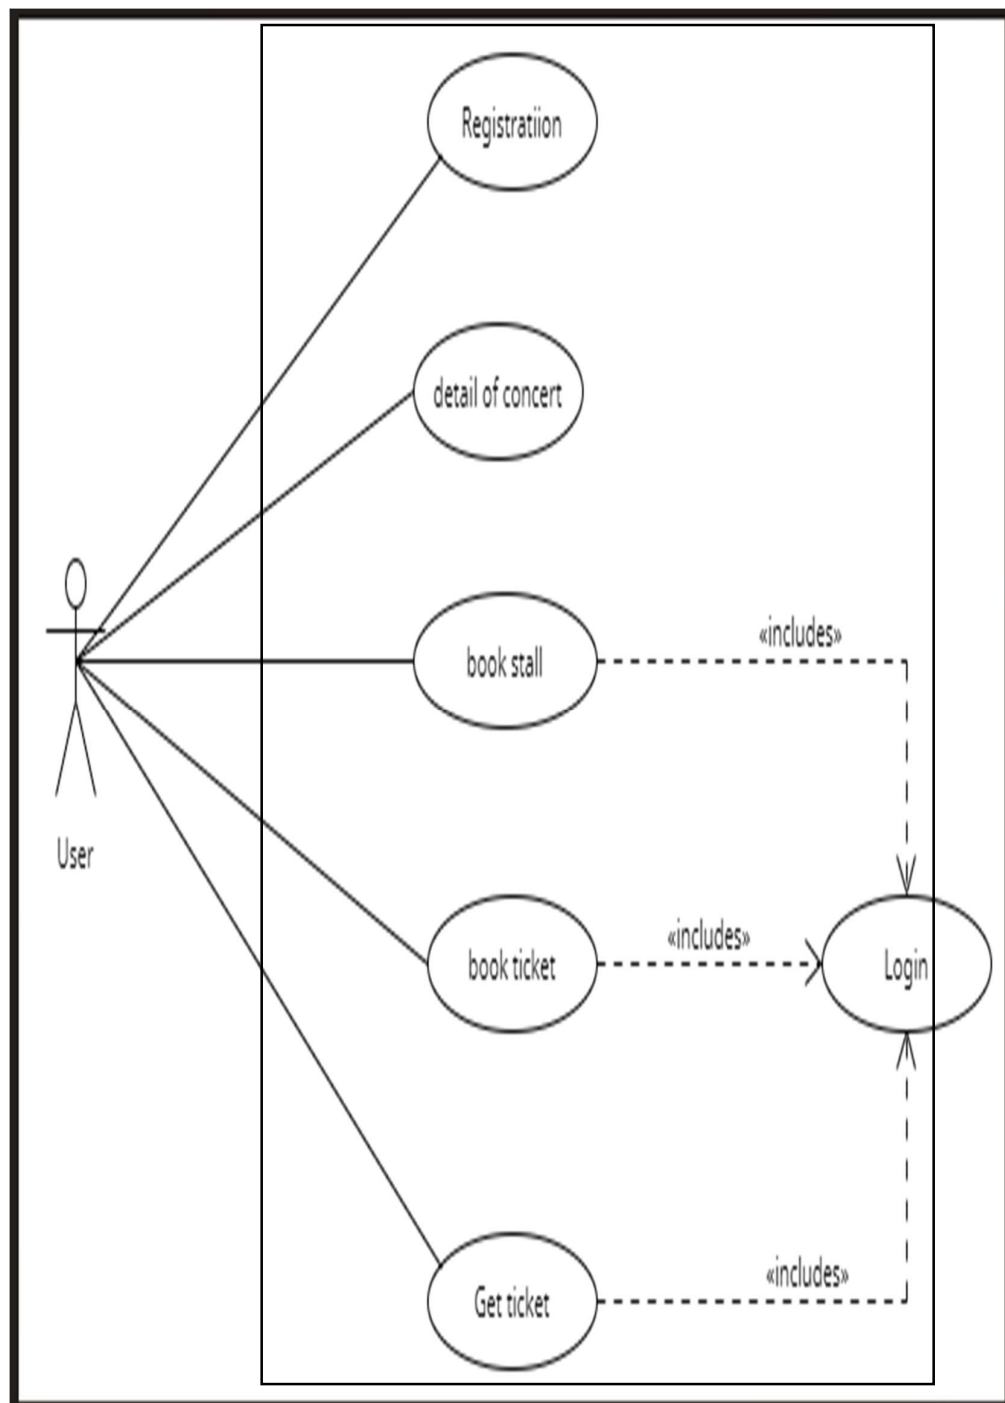 Registratiion
detail of concert
book stall
«includes»
User
book ticket
«includes»
Login
Get ticket
«includes»